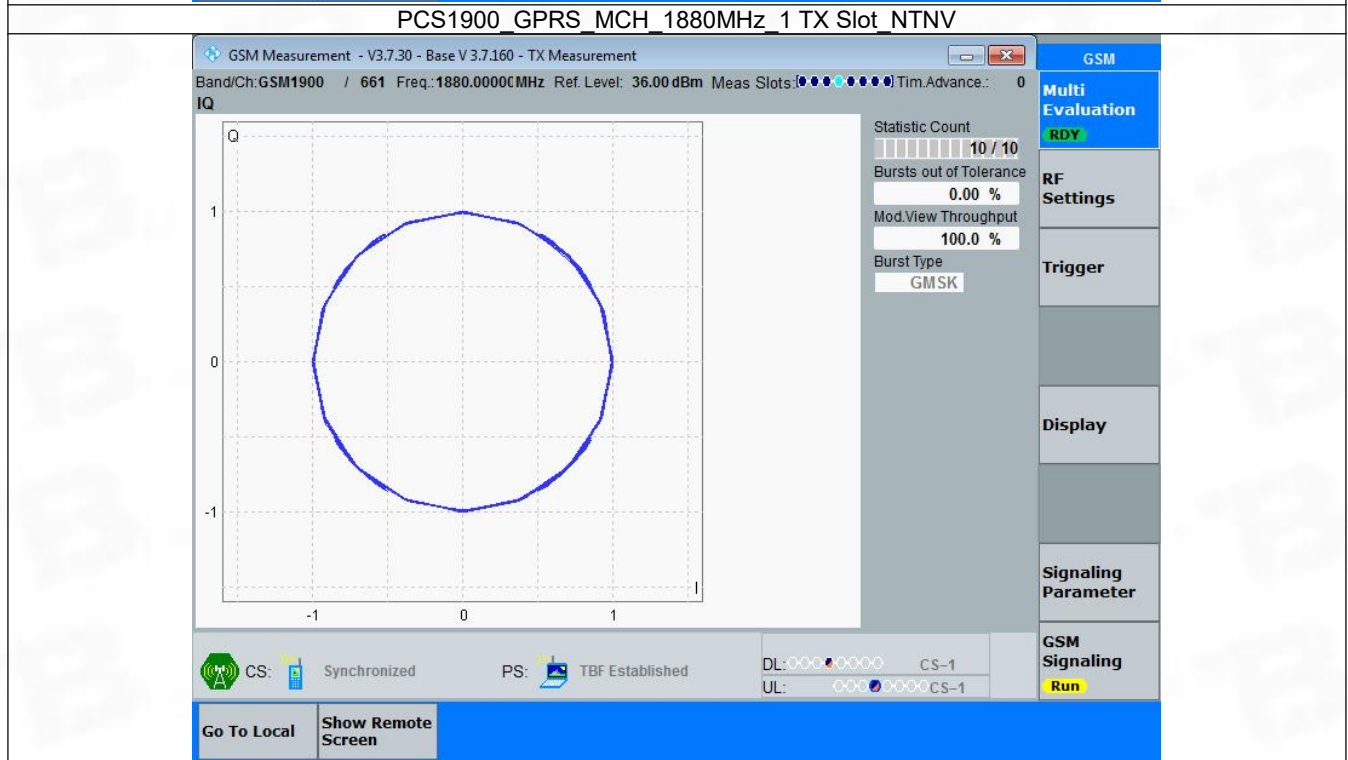 PCS1900_GPRS_MCH_1880MHz_1 TX Slot_NTNV
GSM Measurement - V3.7.30 - Base V 3.7.160 - TX Measurement
GSM
Band/Ch:GSM1900 / 661 Freq.:1880.00000MHz Ref. Level: 36.00 dBm Meas Slots: Tim.Advance.: 0
IQ
Multi
Evaluation
RDY
Q
1
0
-1
I
-1 0 1
Statistic Count
10 / 10
Bursts out of Tolerance
0.00 %
Mod.View Throughput
100.0 %
Burst Type
GMSK
RF
Settings
Trigger
Display
Signaling
Parameter
GSM
Signaling
Run
CS: Synchronized PS: TBF Established
DL: CS-1
UL: CS-1
Go To Local
Show Remote
Screen